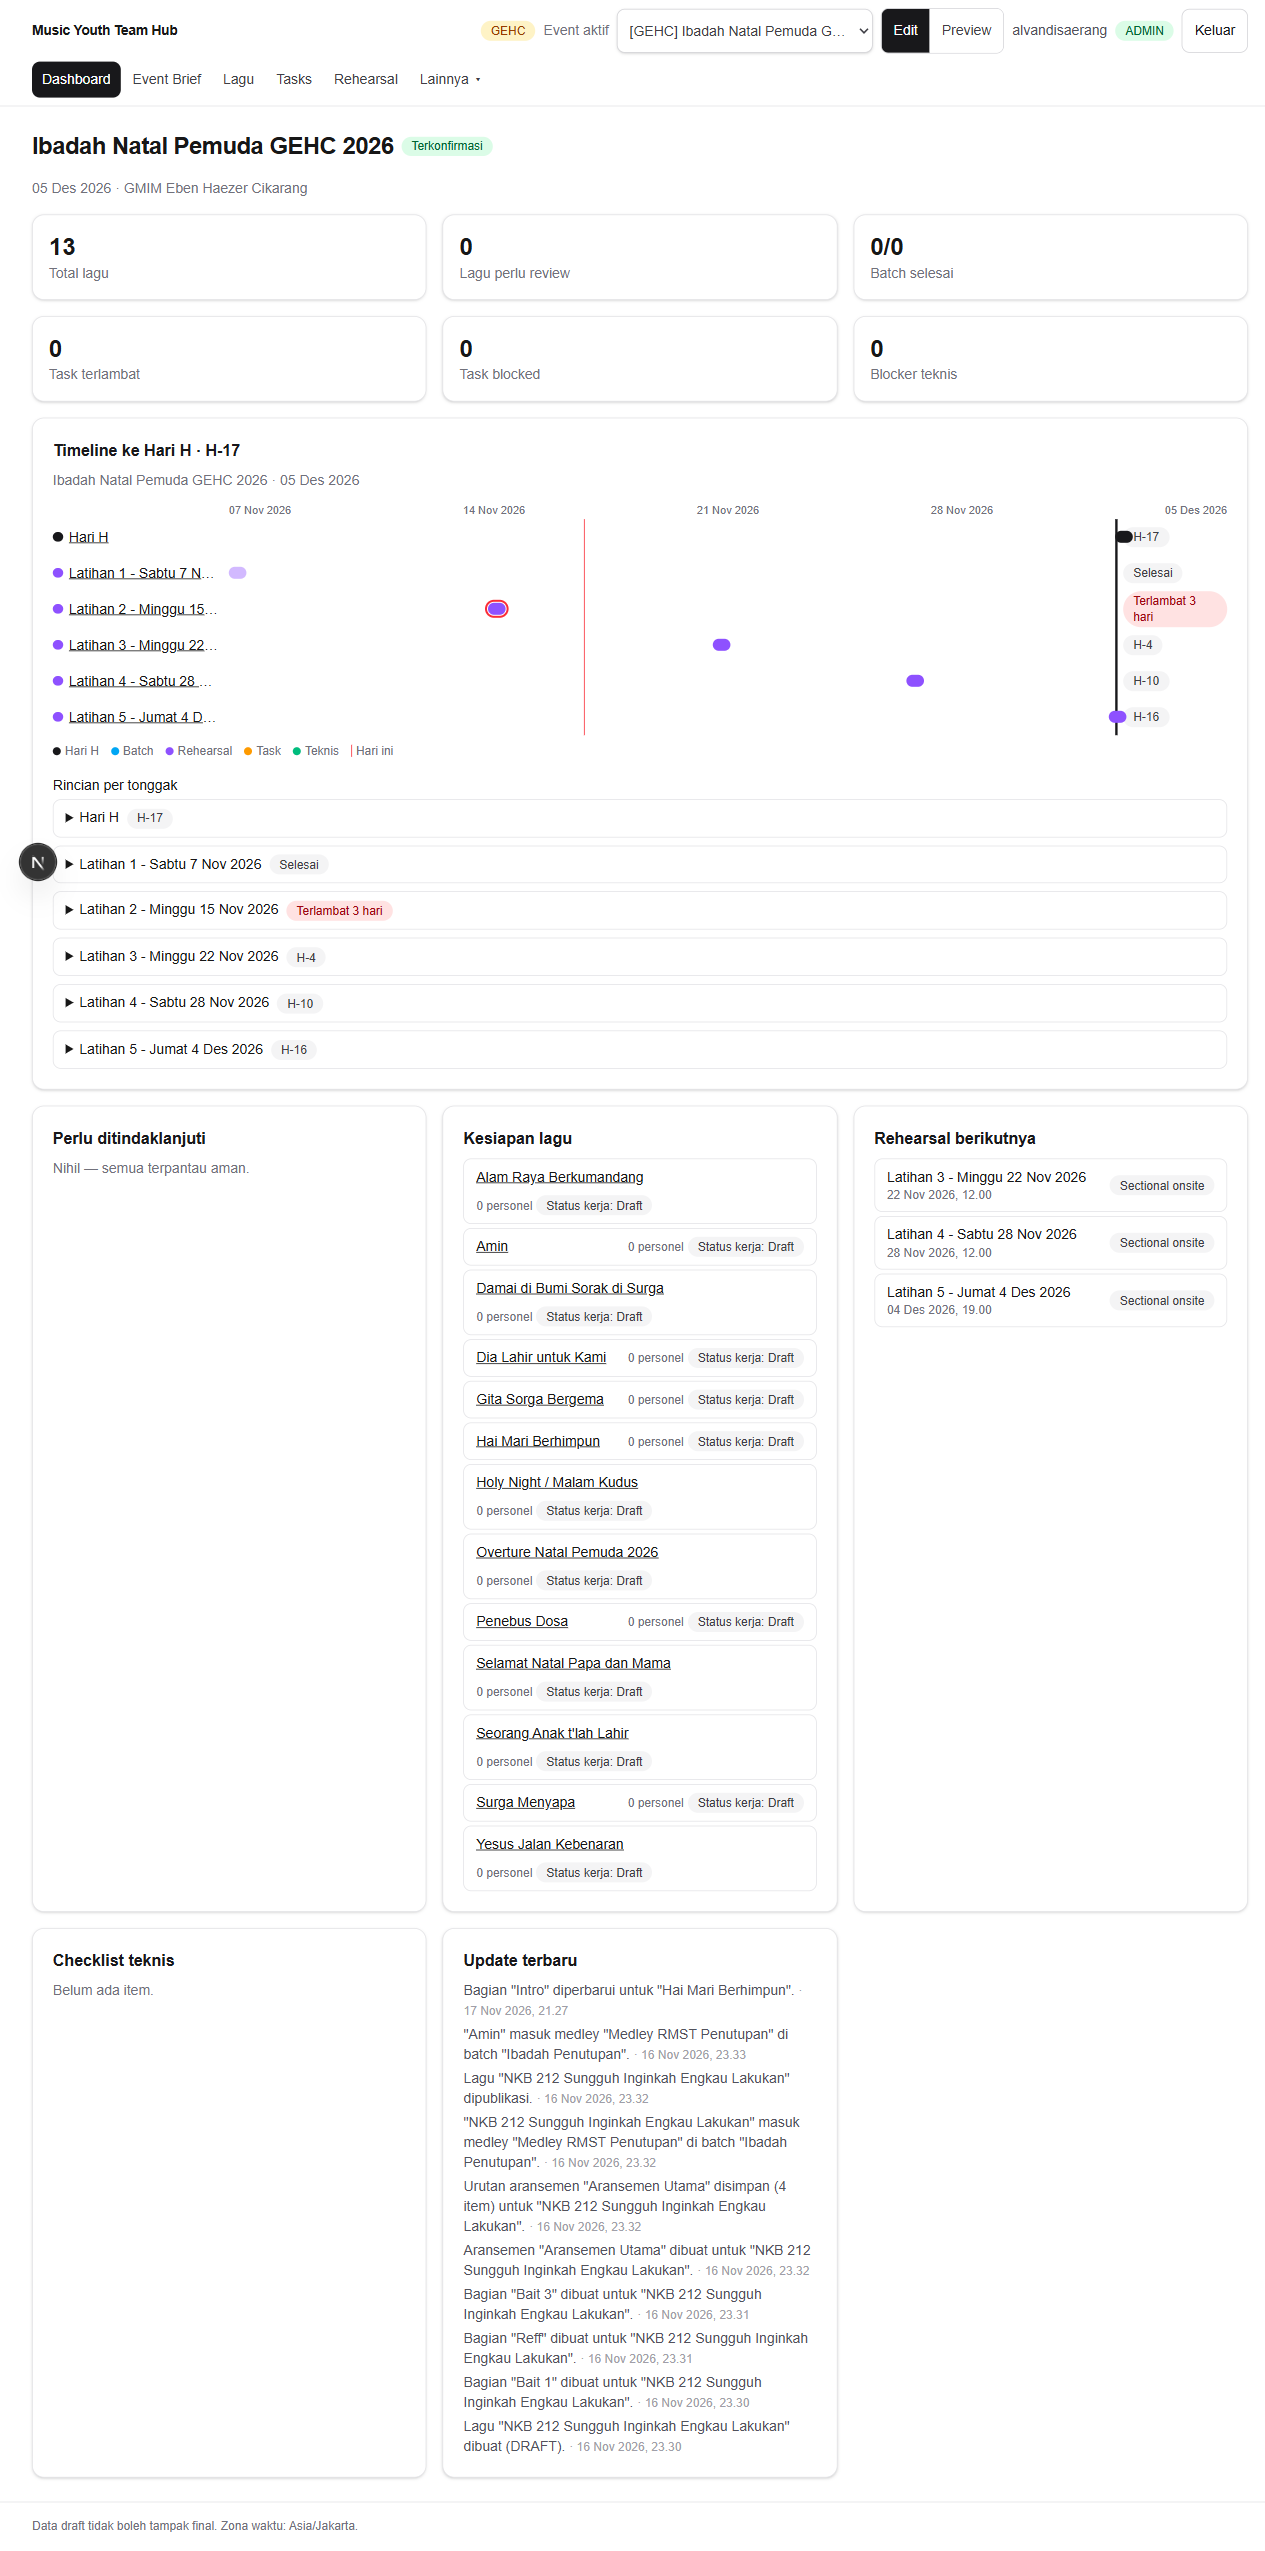 Music Youth Team Hub
GEHC Event aktif [GEHC] Ibadah Natal Pemuda G... Edit Preview alvandisaerang ADMIN Keluar
Dashboard Event Brief Lagu Tasks Rehearsal Lainnya
Ibadah Natal Pemuda GEHC 2026 Terkonfirmasi
05 Des 2026 · GMIM Eben Haezer Cikarang
13
Total lagu
0
Lagu perlu review
0/0
Batch selesai
0
Task terlambat
0
Task blocked
0
Blocker teknis
Timeline ke Hari H · H-17
Ibadah Natal Pemuda GEHC 2026 · 05 Des 2026
07 Nov 2026 14 Nov 2026 21 Nov 2026 28 Nov 2026 05 Des 2026
Hari H H-17
Latihan 1 - Sabtu 7 N... Selesai
Latihan 2 - Minggu 15... Terlambat 3
hari
Latihan 3 - Minggu 22... H-4
Latihan 4 - Sabtu 28 ... H-10
Latihan 5 - Jumat 4 D... H-16
Hari H Batch Rehearsal Task Teknis Hari ini
Rincian per tonggak
Hari H H-17
N
Latihan 1 - Sabtu 7 Nov 2026 Selesai
Latihan 2 - Minggu 15 Nov 2026 Terlambat 3 hari
Latihan 3 - Minggu 22 Nov 2026 H-4
Latihan 4 - Sabtu 28 Nov 2026 H-10
Latihan 5 - Jumat 4 Des 2026 H-16
Perlu ditindaklanjuti
Nihil — semua terpantau aman.
Kesiapan lagu
Alam Raya Berkumandang
0 personel Status kerja: Draft
Amin 0 personel Status kerja: Draft
Damai di Bumi Sorak di Surga
0 personel Status kerja: Draft
Dia Lahir untuk Kami 0 personel Status kerja: Draft
Gita Sorga Bergema 0 personel Status kerja: Draft
Hai Mari Berhimpun 0 personel Status kerja: Draft
Holy Night / Malam Kudus
0 personel Status kerja: Draft
Overture Natal Pemuda 2026
0 personel Status kerja: Draft
Penebus Dosa 0 personel Status kerja: Draft
Selamat Natal Papa dan Mama
0 personel Status kerja: Draft
Seorang Anak t'lah Lahir
0 personel Status kerja: Draft
Surga Menyapa 0 personel Status kerja: Draft
Yesus Jalan Kebenaran
0 personel Status kerja: Draft
Rehearsal berikutnya
Latihan 3 - Minggu 22 Nov 2026
22 Nov 2026, 12.00
Sectional onsite
Latihan 4 - Sabtu 28 Nov 2026
28 Nov 2026, 12.00
Sectional onsite
Latihan 5 - Jumat 4 Des 2026
04 Des 2026, 19.00
Sectional onsite
Checklist teknis
Belum ada item.
Update terbaru
Bagian "Intro" diperbarui untuk "Hai Mari Berhimpun". ·
17 Nov 2026, 21.27
"Amin" masuk medley "Medley RMST Penutupan" di
batch "Ibadah Penutupan". · 16 Nov 2026, 23.33
Lagu "NKB 212 Sungguh Inginkah Engkau Lakukan"
dipublikasi. · 16 Nov 2026, 23.32
"NKB 212 Sungguh Inginkah Engkau Lakukan" masuk
medley "Medley RMST Penutupan" di batch "Ibadah
Penutupan". · 16 Nov 2026, 23.32
Urutan aransemen "Aransemen Utama" disimpan (4
item) untuk "NKB 212 Sungguh Inginkah Engkau
Lakukan". · 16 Nov 2026, 23.32
Aransemen "Aransemen Utama" dibuat untuk "NKB 212
Sungguh Inginkah Engkau Lakukan". · 16 Nov 2026, 23.32
Bagian "Bait 3" dibuat untuk "NKB 212 Sungguh
Inginkah Engkau Lakukan". · 16 Nov 2026, 23.31
Bagian "Reff" dibuat untuk "NKB 212 Sungguh Inginkah
Engkau Lakukan". · 16 Nov 2026, 23.31
Bagian "Bait 1" dibuat untuk "NKB 212 Sungguh
Inginkah Engkau Lakukan". · 16 Nov 2026, 23.30
Lagu "NKB 212 Sungguh Inginkah Engkau Lakukan"
dibuat (DRAFT). · 16 Nov 2026, 23.30
Data draft tidak boleh tampak final. Zona waktu: Asia/Jakarta.